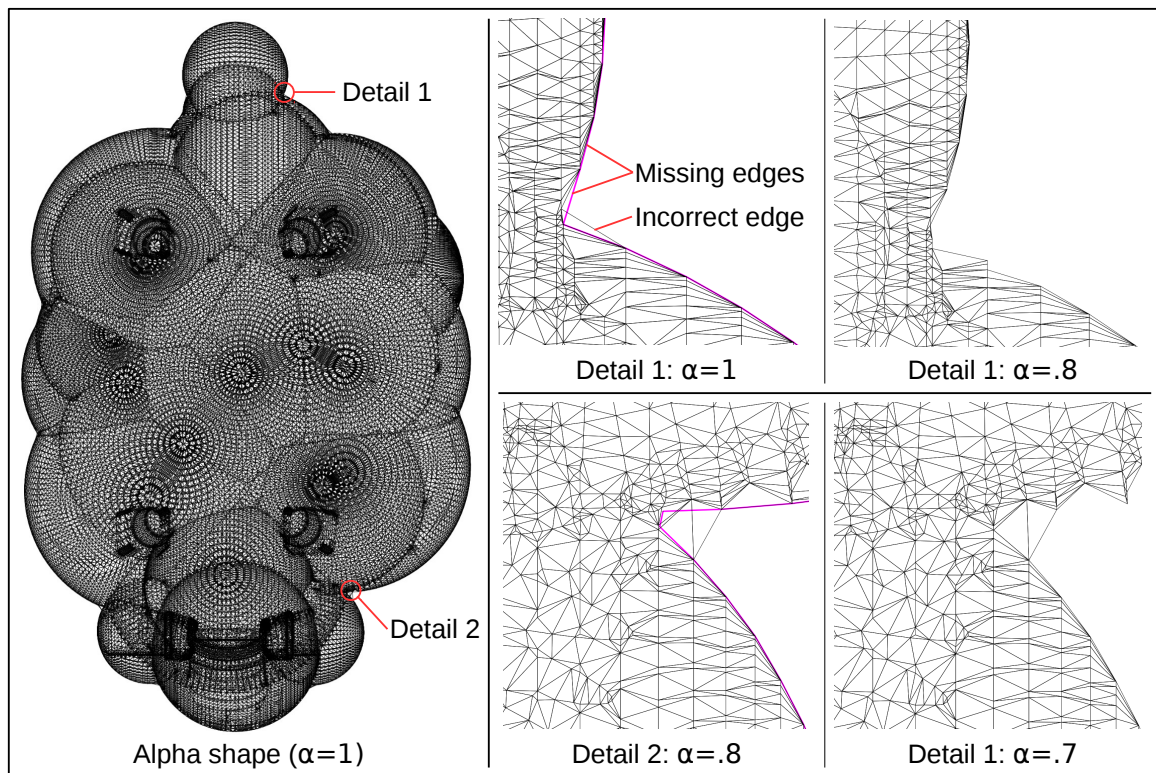 Detail 1
Detail 2
Alpha shape (α=1)
Missing edges
Incorrect edge
Detail 1: α=1
Detail 1: α=.8
Detail 2: α=.8
Detail 1: α=.7